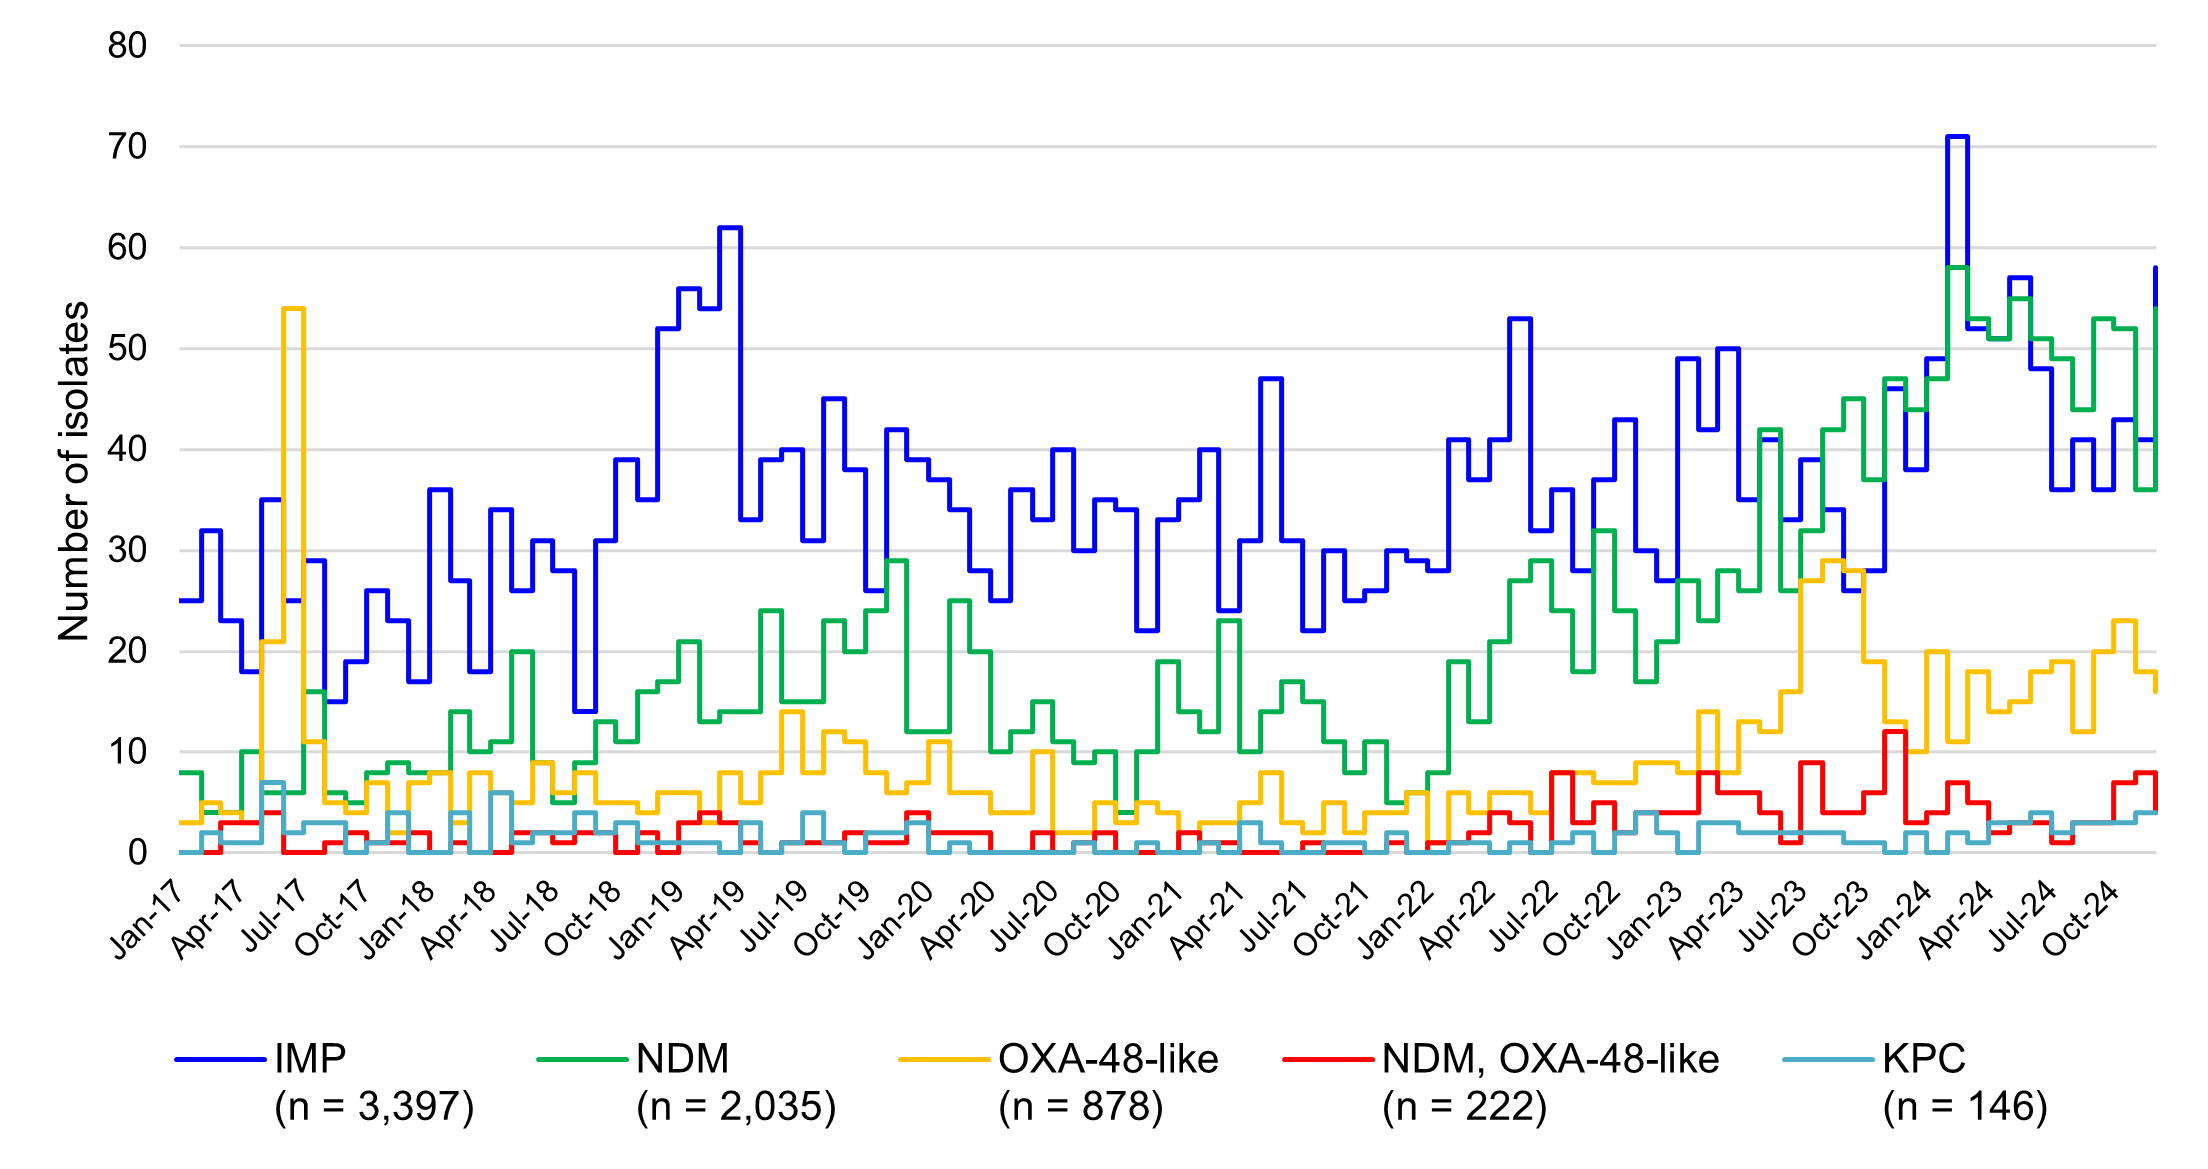 80
70
60
50
40
30
20
10
0
Number of isolates
Jan-17
Apr-17
Jul-17
Oct-17
Jan-18
Apr-18
Jul-18
Oct-18
Jan-19
Apr-19
Jul-19
Oct-19
Jan-20
Apr-20
Jul-20
Oct-20
Jan-21
Apr-21
Jul-21
Oct-21
Jan-22
Apr-22
Jul-22
Oct-22
Jan-23
Apr-23
Jul-23
Oct-23
Jan-24
Apr-24
Jul-24
Oct-24
IMP
(n = 3,397)
NDM
(n = 2,035)
OXA-48-like
(n = 878)
NDM, OXA-48-like
(n = 222)
KPC
(n = 146)